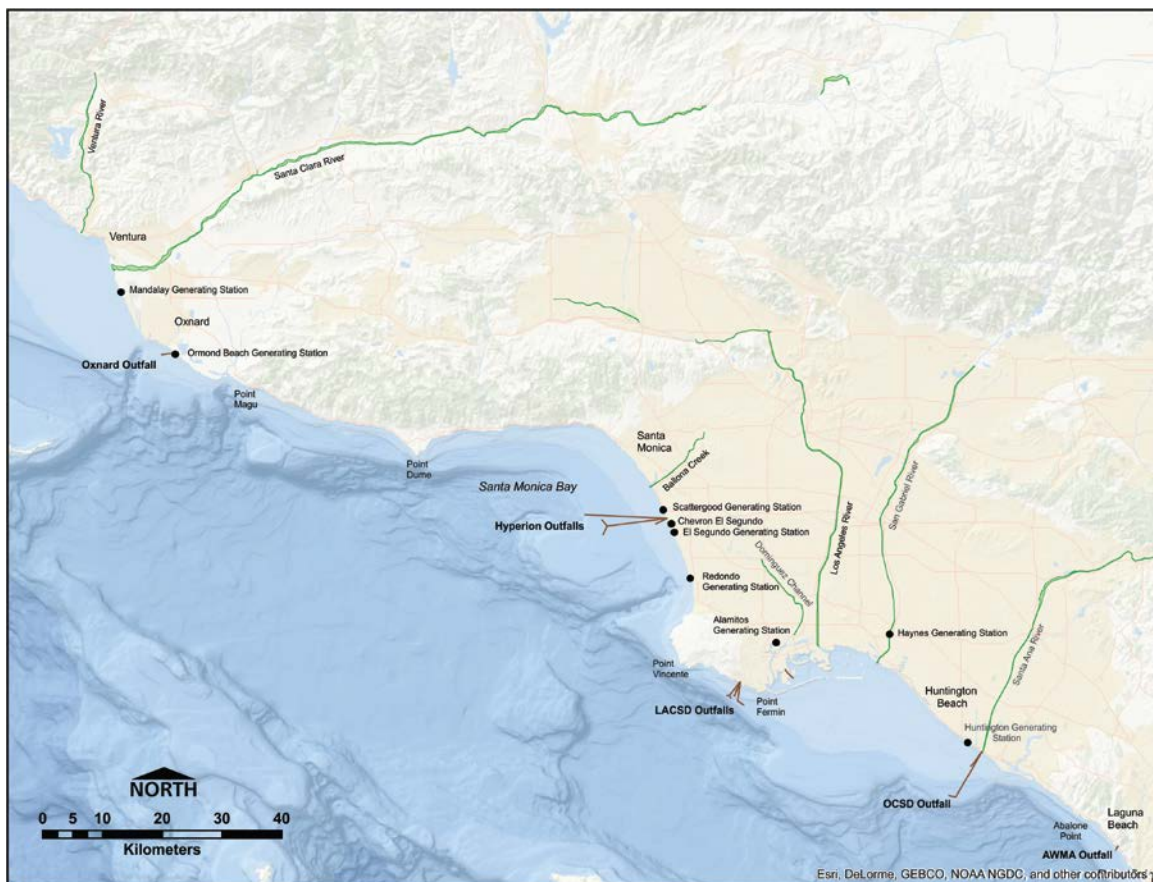 Ventura River
Santa Clara River
Ventura
Mandalay Generating Station
Oxnard
Ormond Beach Generating Station
Oxnard Outfall
Point
Magu
Santa
Monica
Ballona Creek
Point
Dume
Santa Monica Bay
Scattergood Generating Station
Hyperion Outfalls
Chevron El Segundo
El Segundo Generating Station
Dominguez Channel
Los Angeles River
San Gabriel River
Redondo
Generating Station
Alamitos
Generating Station
Haynes Generating Station
Santa Ana River
Point
Vincente
LACSD Outfalls
Point
Fermin
Huntington
Beach
Huntington Generating
Station
NORTH
0 5 10 20 30 40
Kilometers
OCSD Outfall
Laguna
Beach
Abalone
Point
AWMA Outfall
Esri, DeLorme, GEBCO, NOAA NGDC, and other contributors